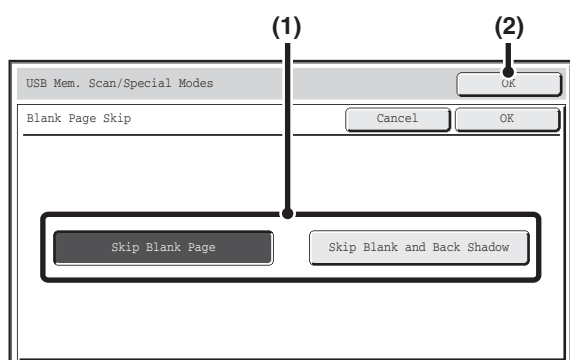 (1) (2)
USB Mem. Scan/Special Modes OK
Blank Page Skip Cancel OK
Skip Blank Page Skip Blank and Back Shadow